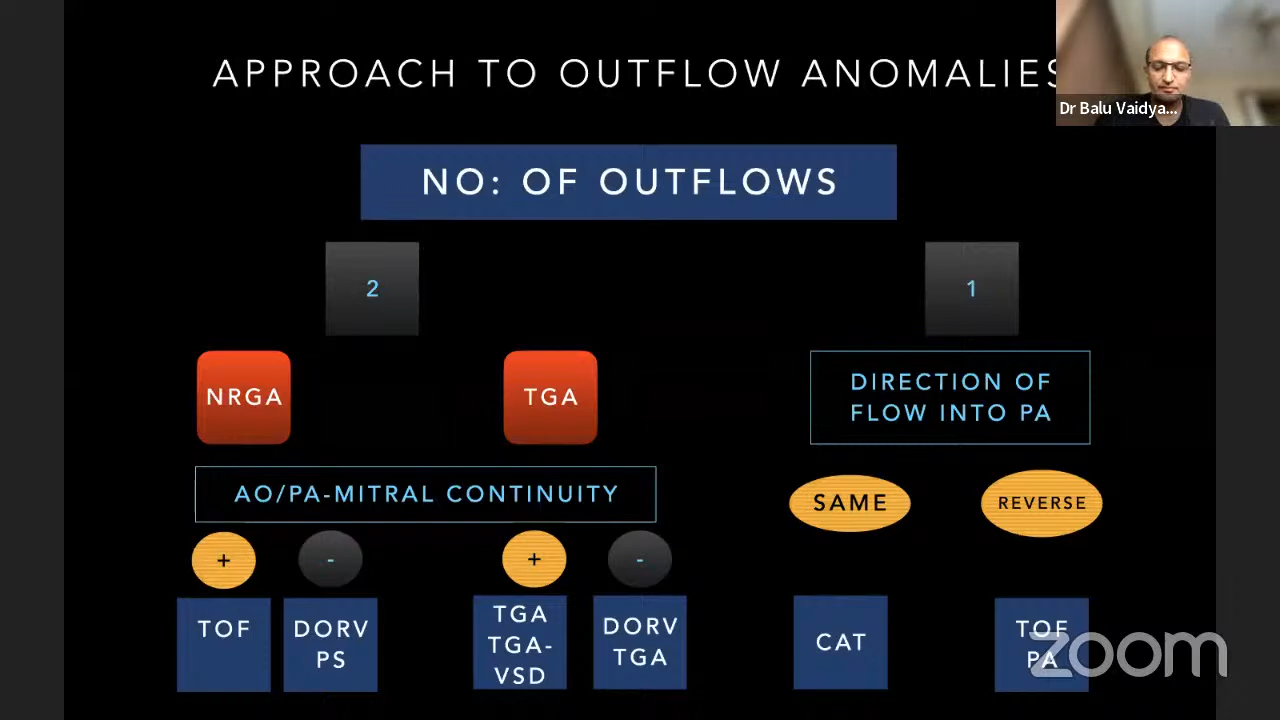 APPROACH TO OUTFLOW ANOMALIES
Dr Balu Vaidya...
NO: OF OUTFLOWS
2
1
NRGA
TGA
DIRECTION OF
FLOW INTO PA
AO/PA-MITRAL CONTINUITY
SAME
REVERSE
+
-
+
-
TOF
DORV
PS
TGA
TGA-
VSD
DORV
TGA
CAT
TOF
PA
zoom